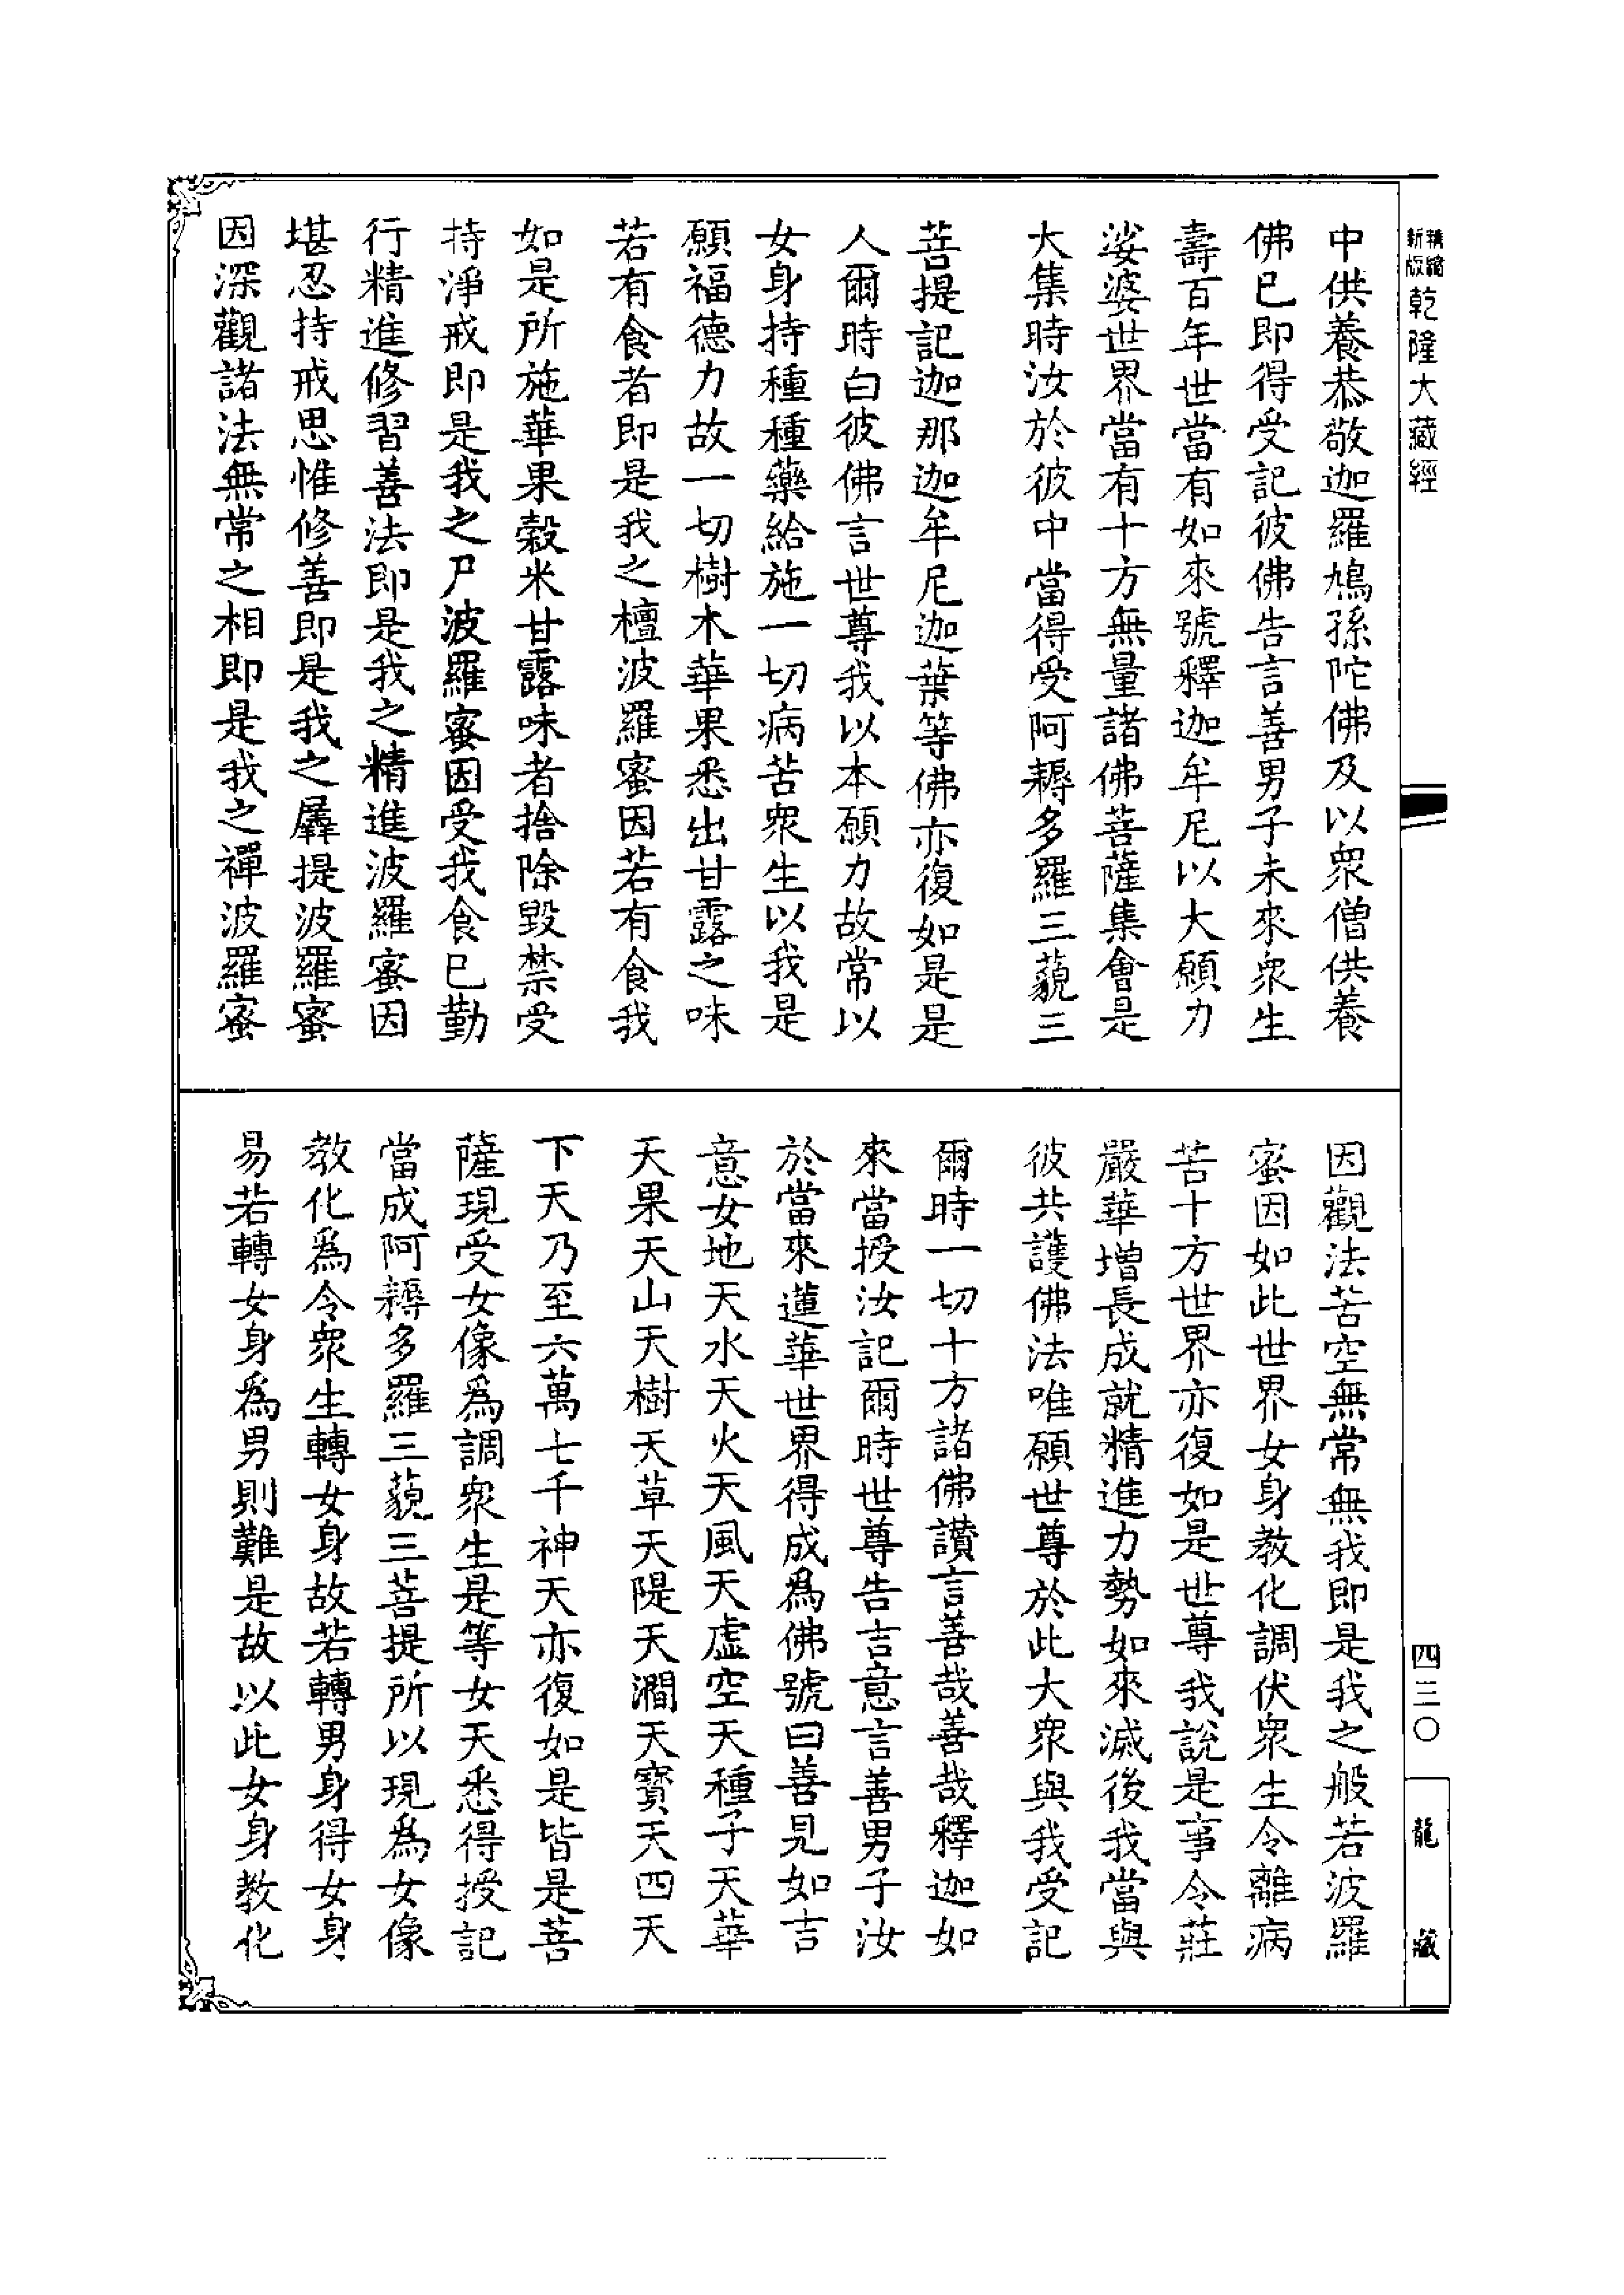 新版精縮
乾隆大藏經
中供養恭敬迦羅鳩孫陀佛及以衆僧供養
佛已即得受記彼佛告言善男子未來衆生
壽百年世當有如來號釋迦牟尼以大願力
娑婆世界當有十方無量諸佛菩薩集會是
大集時汝於彼中當得受阿耨多羅三藐三
菩提記迦那迦牟尼迦葉等佛亦復如是是
人爾時白彼佛言世尊我以本願力故常以
女身持種種藥給施一切病苦衆生以我是
願福德力故一切樹木華果悉出甘露之味
若有食者即是我之檀波羅蜜因若有食我
如是所施華果穀米甘露味者捨除毀禁受
持淨戒即是我之尸波羅蜜因受我食已勤
行精進修習善法即是我之精進波羅蜜因
堪忍持戒思惟修善即是我之羼提波羅蜜
因深觀諸法無常之相即是我之禪波羅蜜
因觀法苦空無常無我即是我之般若波羅
蜜因如此世界女身教化調伏衆生令離病
苦十方世界亦復如是世尊我說是事令莊
嚴華增長成就精進力勢如來滅後我當與
彼共護佛法唯願世尊於此大衆與我受記
爾時一切十方諸佛讚言善哉善哉釋迦如
來當授汝記爾時世尊告吉意言善男子汝
於當來蓮華世界得成爲佛號曰善見如吉
意女地天水天火天風天虛空天種子天華
天果天山天樹天草天隄天㵎天寶天四天
下天乃至六萬七千神天亦復如是皆是菩
薩現受女像爲調衆生是等女天悉得授記
當成阿耨多羅三藐三菩提所以現爲女像
教化爲令衆生轉女身故若轉男身得女身
易若轉女身爲男則難是故以此女身教化
四三〇
龍藏